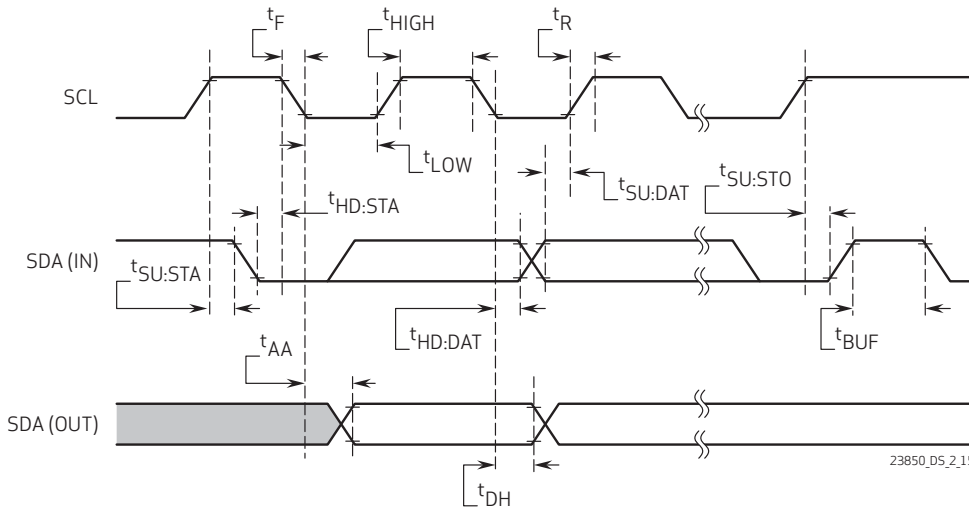 tF
tHIGH
tR
SCL
tLOW
tSU:DAT
tSU:STO
tHD:STA
SDA (IN)
tSU:STA
tHD:DAT
tBUF
tAA
SDA (OUT)
tDH